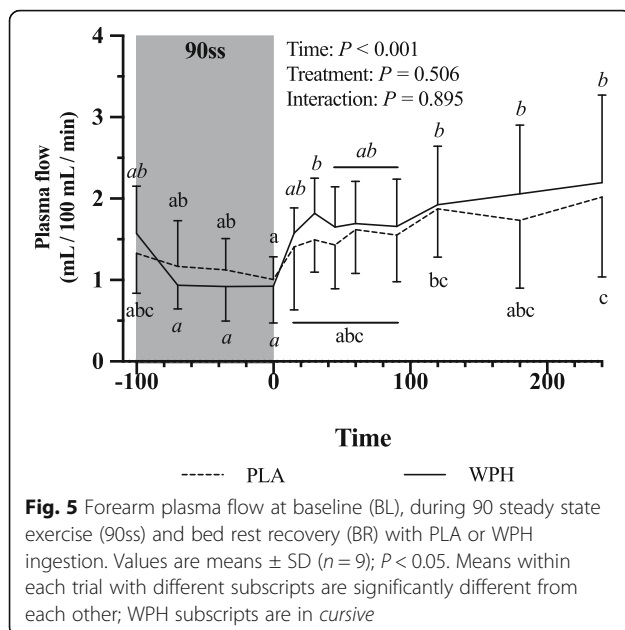 4
90ss
Time: P < 0.001
Treatment: P = 0.506
Interaction: P = 0.895
3
2
1
0
Plasma flow
(mL / 100 mL / min)
ab
ab
ab
a
ab
b
ab
b
b
b
abc
a
a
a
abc
bc
abc
c
-100
0
100
200
Time
PLA
WPH
Fig. 5 Forearm plasma flow at baseline (BL), during 90 steady state
exercise (90ss) and bed rest recovery (BR) with PLA or WPH
ingestion. Values are means ± SD (n = 9); P < 0.05. Means within
each trial with different subscripts are significantly different from
each other; WPH subscripts are in cursive